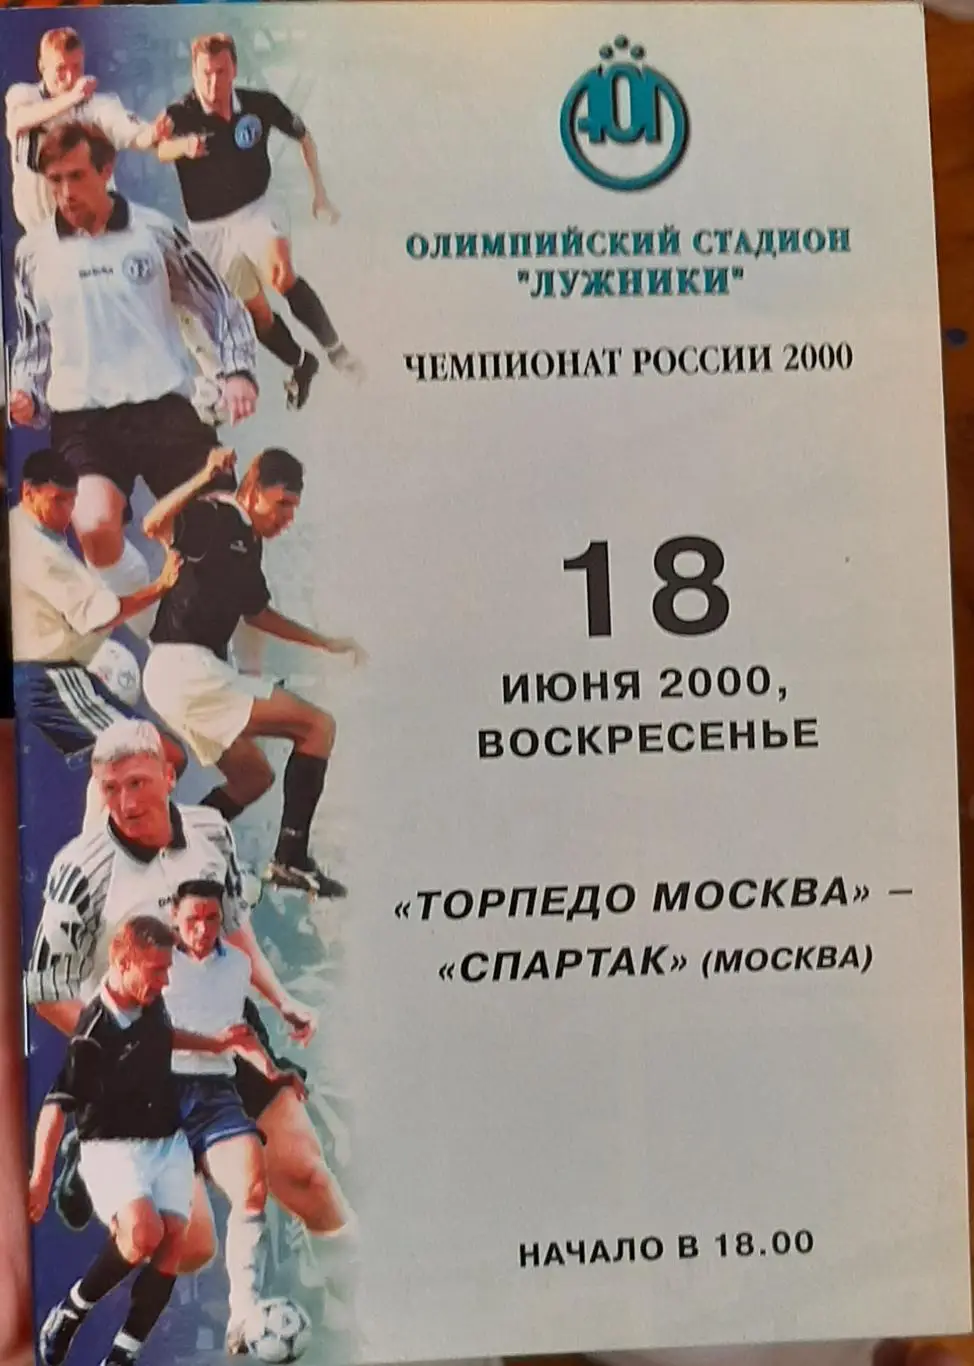 ОЛИМПИЙСКИЙ СТАДИОН
"ЛУЖНИКИ"
ЧЕМПИОНАТ РОССИИ 2000
18
ИЮНЯ 2000,
ВОСКРЕСЕНЬЕ
«ТОРПЕДО МОСКВА» –
«СПАРТАК» (МОСКВА)
НАЧАЛО В 18.00